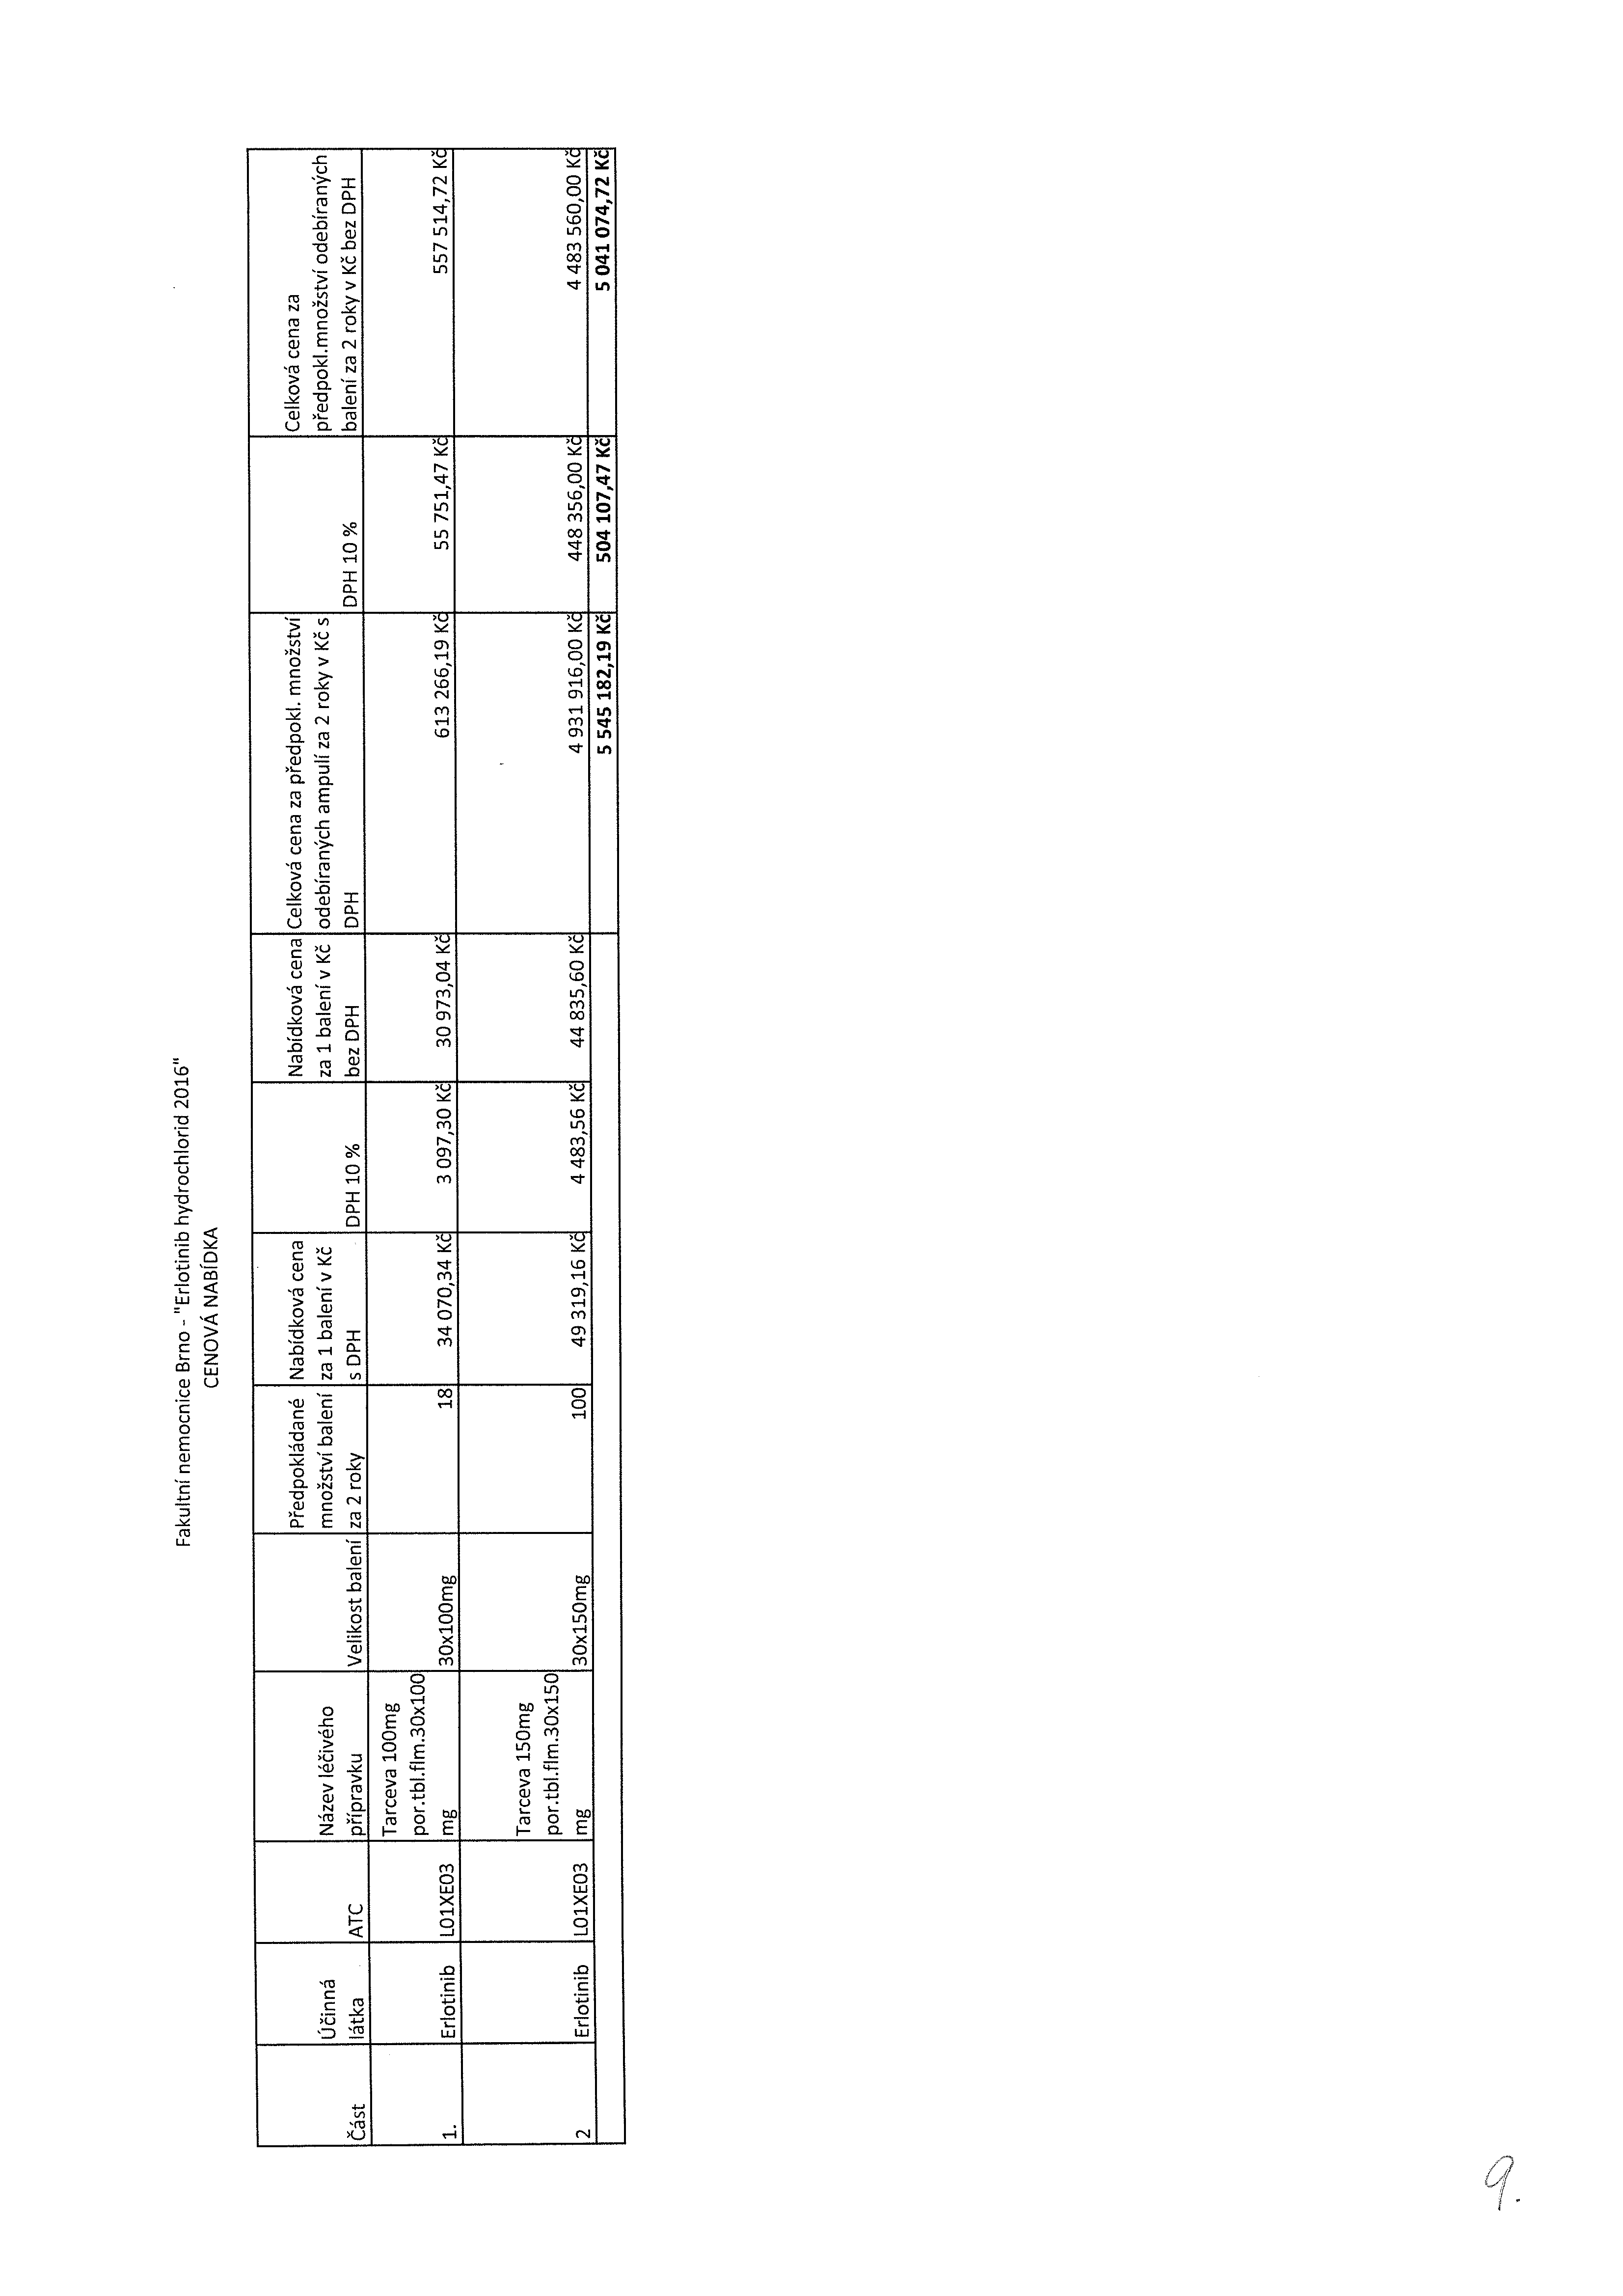 Fakultní nemocnice Brno - "Erlotinib hydrochlorid 2016"
CENOVÁ NABÍDKA
Část
Účinná
látka
ATC
Název léčivého
přípravku
Velikost balení
Předpokládané
množství balení
za 2 roky
Nabídková cena
za 1 balení v Kč
s DPH
DPH 10 %
Nabídková cena
za 1 balení v Kč
bez DPH
Celková cena za předpokl. množství
odebíraných ampulí za 2 roky v Kč s
DPH
DPH 10 %
Celková cena za
předpokl.množství odebíraných
balení za 2 roky v Kč bez DPH
1.
Erlotinib
L01XE03
Tarceva 100mg
por.tbl.flm.30x100
mg
30x100mg
18
34 070,34 Kč
3 097,30 Kč
30 973,04 Kč
613 266,19 Kč
55 751,47 Kč
557 514,72 Kč
2
Erlotinib
L01XE03
Tarceva 150mg
por.tbl.flm.30x150
mg
30x150mg
100
49 319,16 Kč
4 483,56 Kč
44 835,60 Kč
4 931 916,00 Kč
448 356,00 Kč
4 483 560,00 Kč
5 545 182,19 Kč
504 107,47 Kč
5 041 074,72 Kč
9.